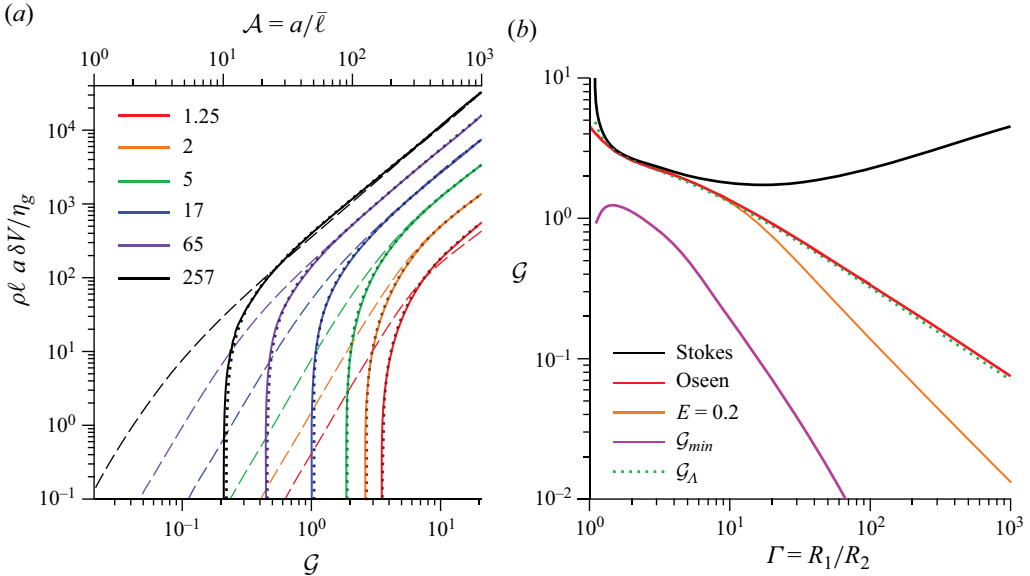 (a)
𝒜 = a/ℓ̄
10⁰ 10¹ 10² 10³
10⁴
10³
10²
10¹
10⁰
10⁻¹
ρℓ a δV/η_g
1.25
2
5
17
65
257
10⁻¹ 10⁰ 10¹
𝒢
(b)
10¹
10⁰
10⁻¹
10⁻²
𝒢
Stokes
Oseen
E = 0.2
𝒢_min
𝒢_Λ
10⁰ 10¹ 10² 10³
Γ = R₁/R₂